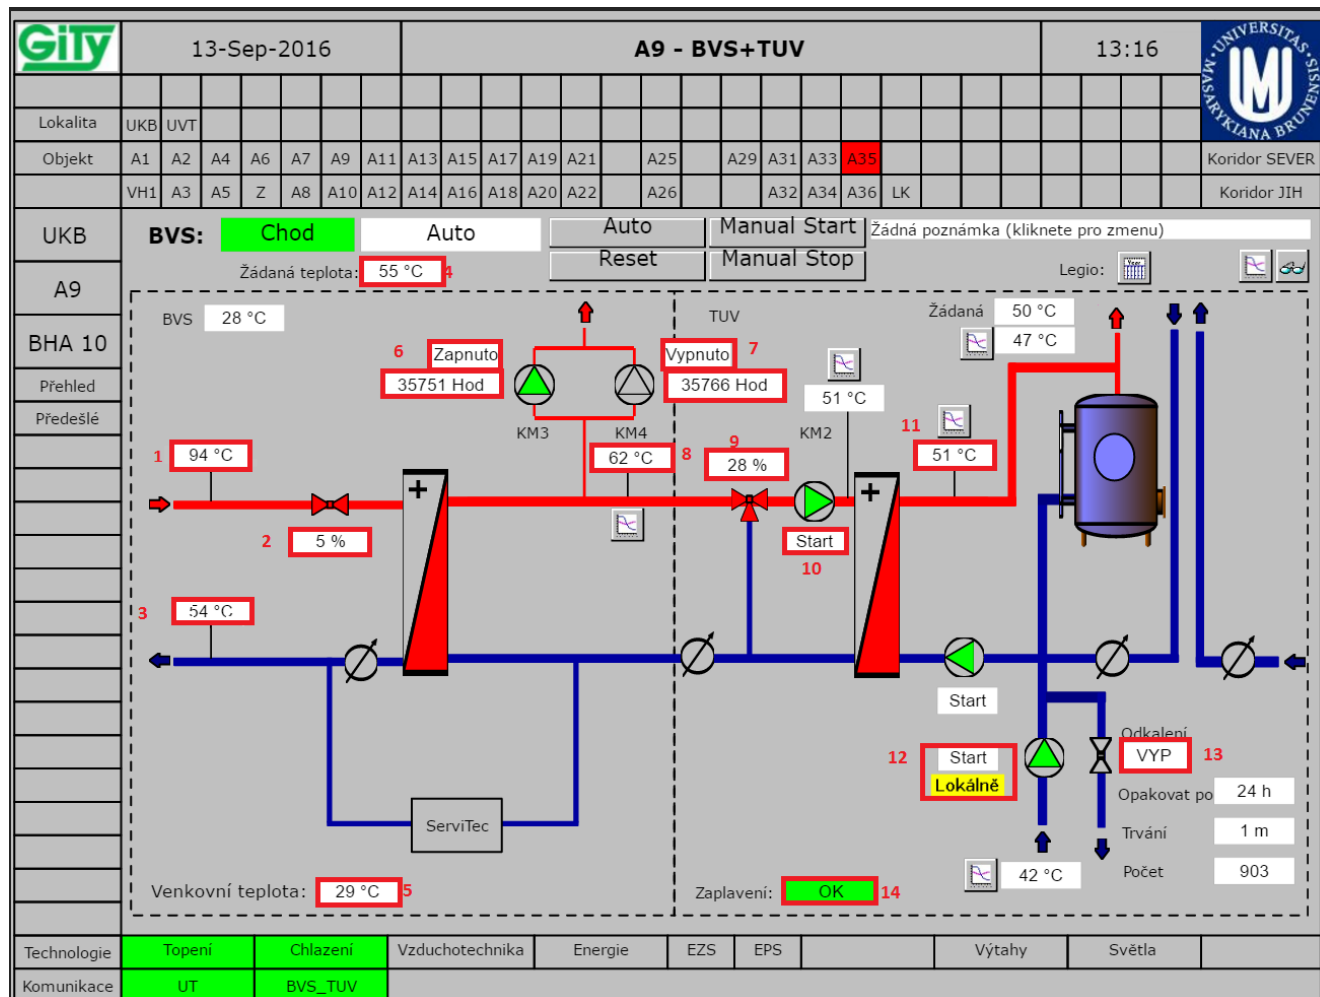 GiTy
13-Sep-2016
A9 - BVS+TUV
13:16
UNIVERSITAS MASARYKIANA BRUNENSIS
Lokalita UKB UVT
Objekt A1 A2 A4 A6 A7 A9 A11 A13 A15 A17 A19 A21 A25 A29 A31 A33 A35 Koridor SEVER
VH1 A3 A5 Z A8 A10 A12 A14 A16 A18 A20 A22 A26 A32 A34 A36 LK Koridor JIH
UKB
A9
BHA 10
Přehled
Předešlé
BVS: Chod Auto Auto Manual Start Žádná poznámka (kliknete pro zmenu)
Reset Manual Stop
Žádaná teplota: 55 °C 4
Legio:
Year
BVS 28 °C
TUV
Žádaná 50 °C
47 °C
6 Zapnuto
35751 Hod
Vypnuto 7
35766 Hod
51 °C
KM3 KM4 KM2
1 94 °C
62 °C 8
9
28 %
11
51 °C
+
+
2 5 %
Start
10
3 54 °C
Start
12 Start
Lokálně
Odkalení
VYP 13
Opakovat po 24 h
Trvání 1 m
Počet 903
ServiTec
42 °C
Venkovní teplota: 29 °C 5
Zaplavení: OK 14
Technologie Topení Chlazení Vzduchotechnika Energie EZS EPS Výtahy Světla
Komunikace UT BVS_TUV